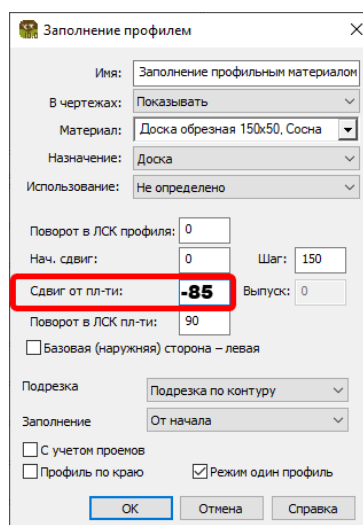 Заполнение профилем
Имя: Заполнение профильным материалом
В чертежах: Показывать
Материал: Доска обрезная 150x50, Сосна
Назначение: Доска
Использование: Не определено
Поворот в ЛСК профиля: 0
Нач. сдвиг: 0 Шаг: 150
Сдвиг от пл-ти: -85 Выпуск: 0
Поворот в ЛСК пл-ти: 90
Базовая (наружняя) сторона – левая
Подрезка Подрезка по контуру
Заполнение От начала
С учетом проемов
Профиль по краю Режим один профиль
ОК Отмена Справка